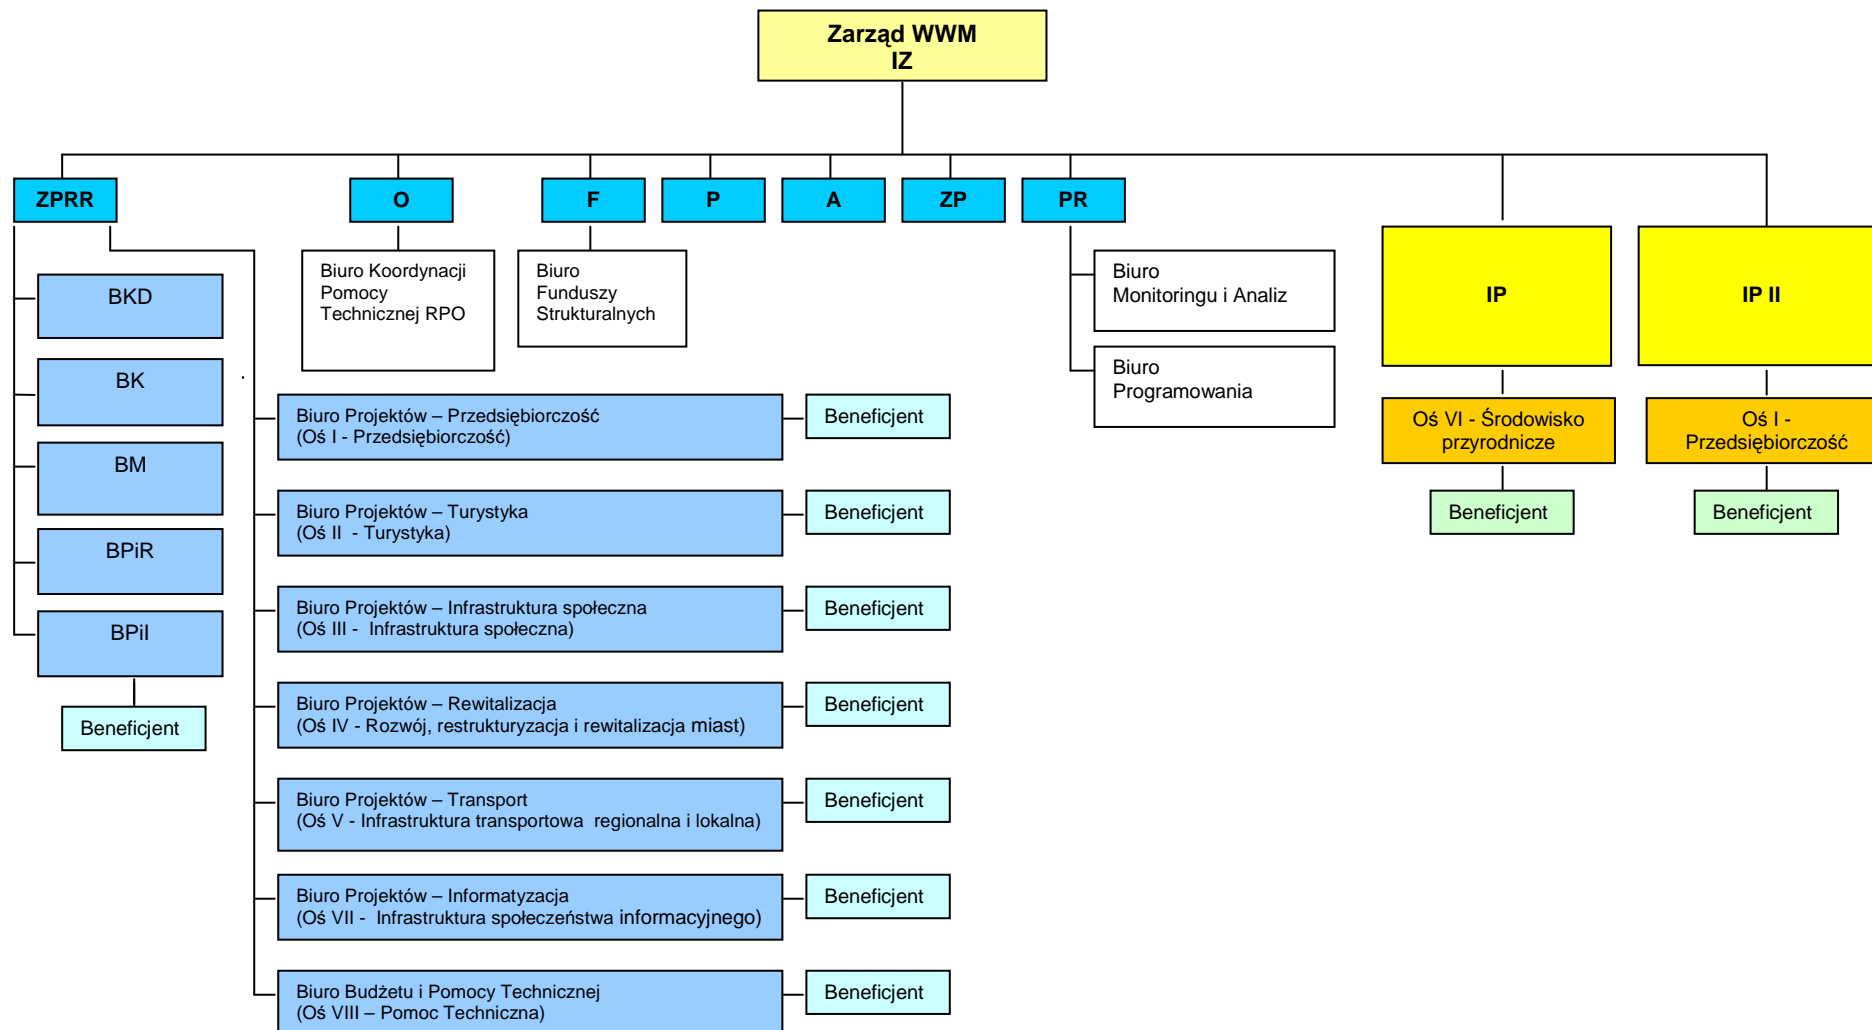 Zarząd WWM
IZ
ZPRR
O
F
P
A
ZP
PR
BKD
BK
BM
BPiR
BPiI
Beneficjent
Biuro Koordynacji
Pomocy
Technicznej RPO
Biuro
Funduszy
Strukturalnych
Biuro
Monitoringu i Analiz
Biuro
Programowania
IP
Oś VI - Środowisko
przyrodnicze
Beneficjent
IP II
Oś I -
Przedsiębiorczość
Beneficjent
Biuro Projektów – Przedsiębiorczość
(Oś I - Przedsiębiorczość)
Beneficjent
Biuro Projektów – Turystyka
(Oś II - Turystyka)
Beneficjent
Biuro Projektów – Infrastruktura społeczna
(Oś III - Infrastruktura społeczna)
Beneficjent
Biuro Projektów – Rewitalizacja
(Oś IV - Rozwój, restrukturyzacja i rewitalizacja miast)
Beneficjent
Biuro Projektów – Transport
(Oś V - Infrastruktura transportowa regionalna i lokalna)
Beneficjent
Biuro Projektów – Informatyzacja
(Oś VII - Infrastruktura społeczeństwa informacyjnego)
Beneficjent
Biuro Budżetu i Pomocy Technicznej
(Oś VIII – Pomoc Techniczna)
Beneficjent